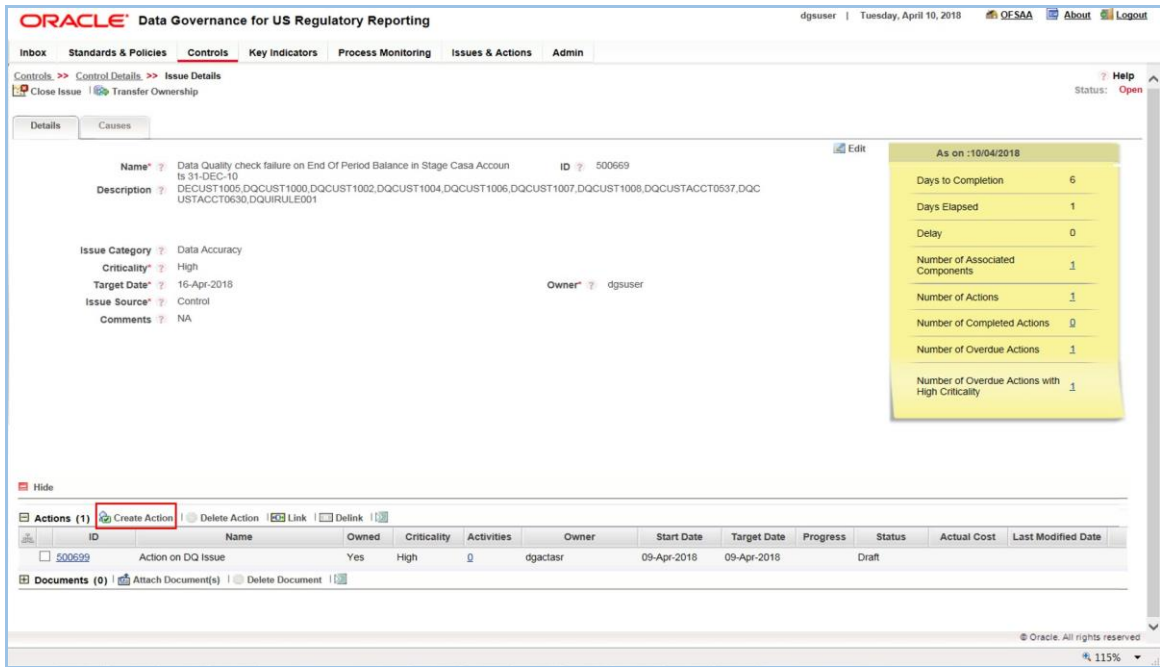 ORACLE® Data Governance for US Regulatory Reporting dgsuser | Tuesday, April 10, 2018 OFSAA About Logout
Inbox Standards & Policies Controls Key Indicators Process Monitoring Issues & Actions Admin
Controls >> Control Details >> Issue Details ? Help
Close Issue | Transfer Ownership Status: Open
Details Causes
Edit
Name* ? Data Quality check failure on End Of Period Balance in Stage Casa Accoun ID ? 500669
ts 31-DEC-10
Description ? DECUST1005,DQCUST1000,DQCUST1002,DQCUST1004,DQCUST1006,DQCUST1007,DQCUST1008,DQCUSTACCT0537,DQC
USTACCT0630,DQUIRULE001
Issue Category ? Data Accuracy
Criticality* ? High
Target Date* ? 16-Apr-2018 Owner* ? dgsuser
Issue Source* ? Control
Comments ? NA
As on :10/04/2018
Days to Completion 6
Days Elapsed 1
Delay 0
Number of Associated
Components 1
Number of Actions 1
Number of Completed Actions 0
Number of Overdue Actions 1
Number of Overdue Actions with
High Criticality 1
Hide
Actions (1) Create Action | Delete Action | Link | Delink |
ID Name Owned Criticality Activities Owner Start Date Target Date Progress Status Actual Cost Last Modified Date
500699 Action on DQ Issue Yes High 0 dgactasr 09-Apr-2018 09-Apr-2018 Draft
Documents (0) | Attach Document(s) | Delete Document |
© Oracle. All rights reserved
115%